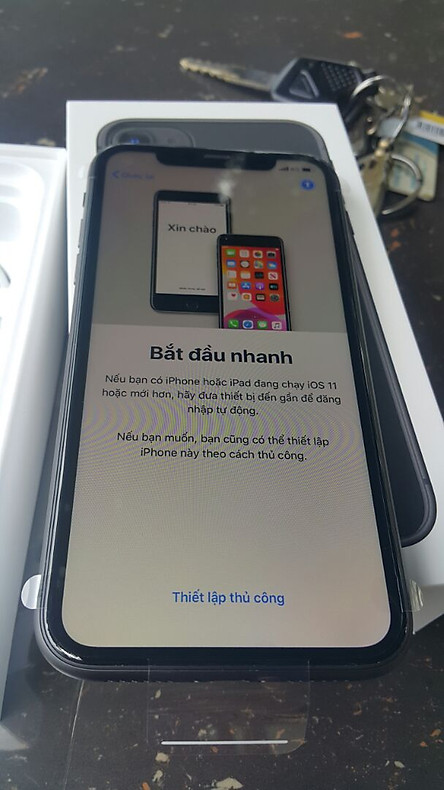 Xin chào
Bắt đầu nhanh
Nếu bạn có iPhone hoặc iPad đang chạy iOS 11
hoặc mới hơn, hãy đưa thiết bị đến gần để đăng
nhập tự động.
Nếu bạn muốn, bạn cũng có thể thiết lập
iPhone này theo cách thủ công.
Thiết lập thủ công